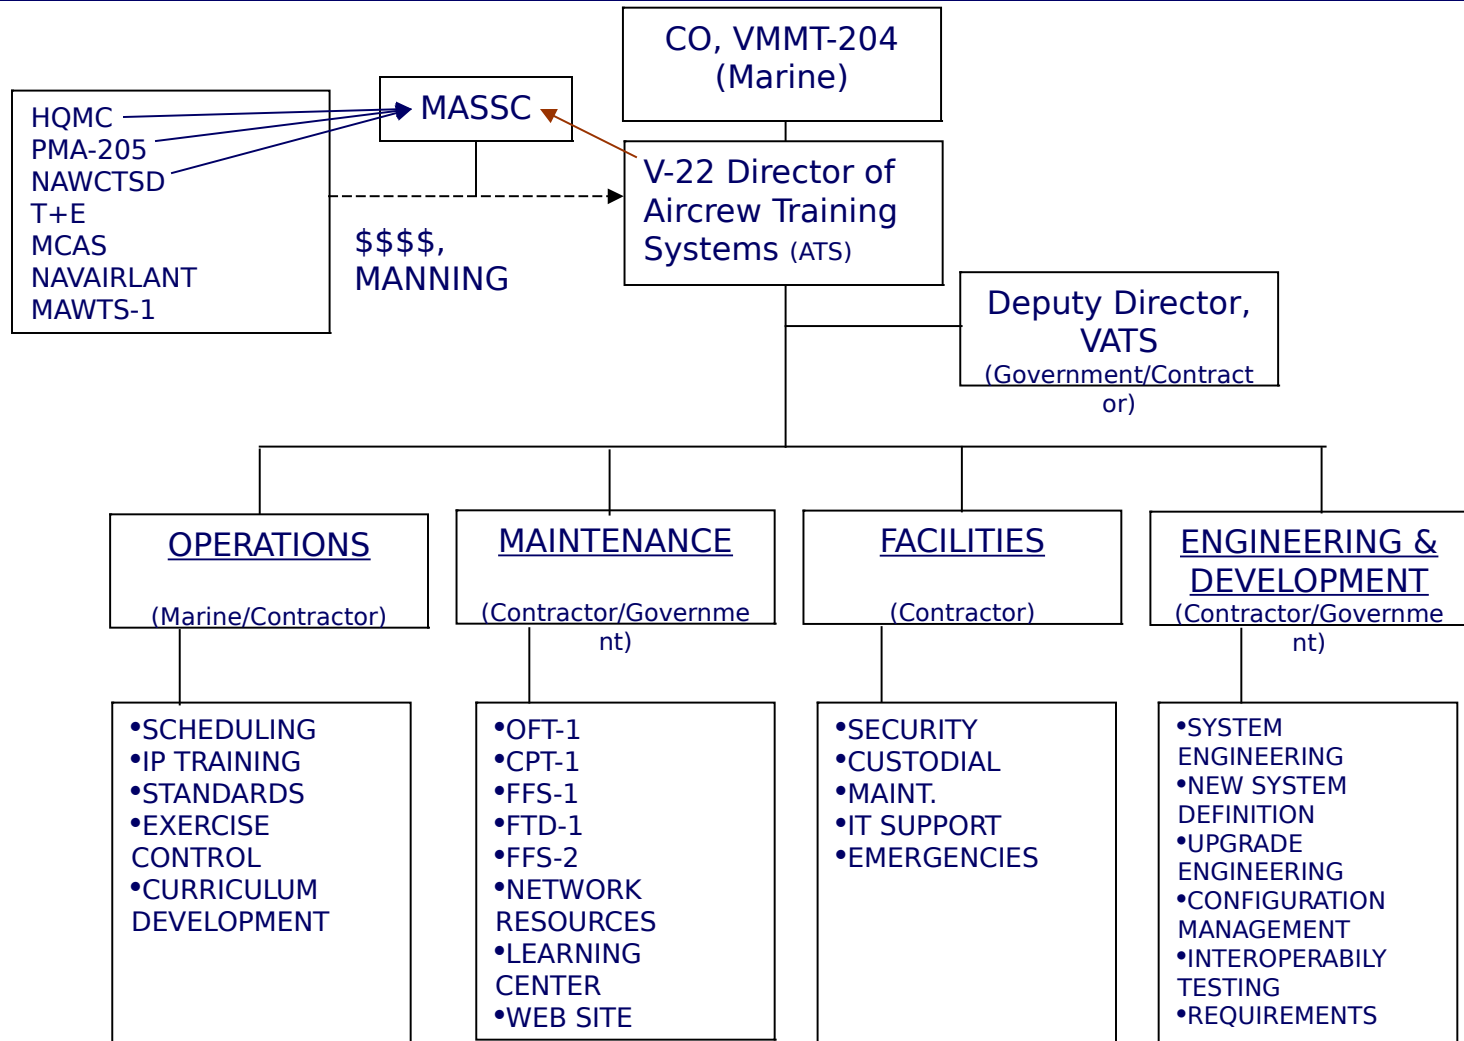 CO, VMMT-204
(Marine)
MASSC
HQMC
PMA-205
NAWCTSD
T+E
MCAS
NAVAIRLANT
MAWTS-1
$$$$,
MANNING
V-22 Director of
Aircrew Training
Systems (ATS)
Deputy Director,
VATS
(Government/Contract
or)
OPERATIONS
(Marine/Contractor)
MAINTENANCE
(Contractor/Governme
nt)
FACILITIES
(Contractor)
ENGINEERING &
DEVELOPMENT
(Contractor/Governme
nt)
•SCHEDULING
•IP TRAINING
•STANDARDS
•EXERCISE
CONTROL
•CURRICULUM
DEVELOPMENT
•OFT-1
•CPT-1
•FFS-1
•FTD-1
•FFS-2
•NETWORK
RESOURCES
•LEARNING
CENTER
•WEB SITE
•SECURITY
•CUSTODIAL
•MAINT.
•IT SUPPORT
•EMERGENCIES
•SYSTEM
ENGINEERING
•NEW SYSTEM
DEFINITION
•UPGRADE
ENGINEERING
•CONFIGURATION
MANAGEMENT
•INTEROPERABILY
TESTING
•REQUIREMENTS